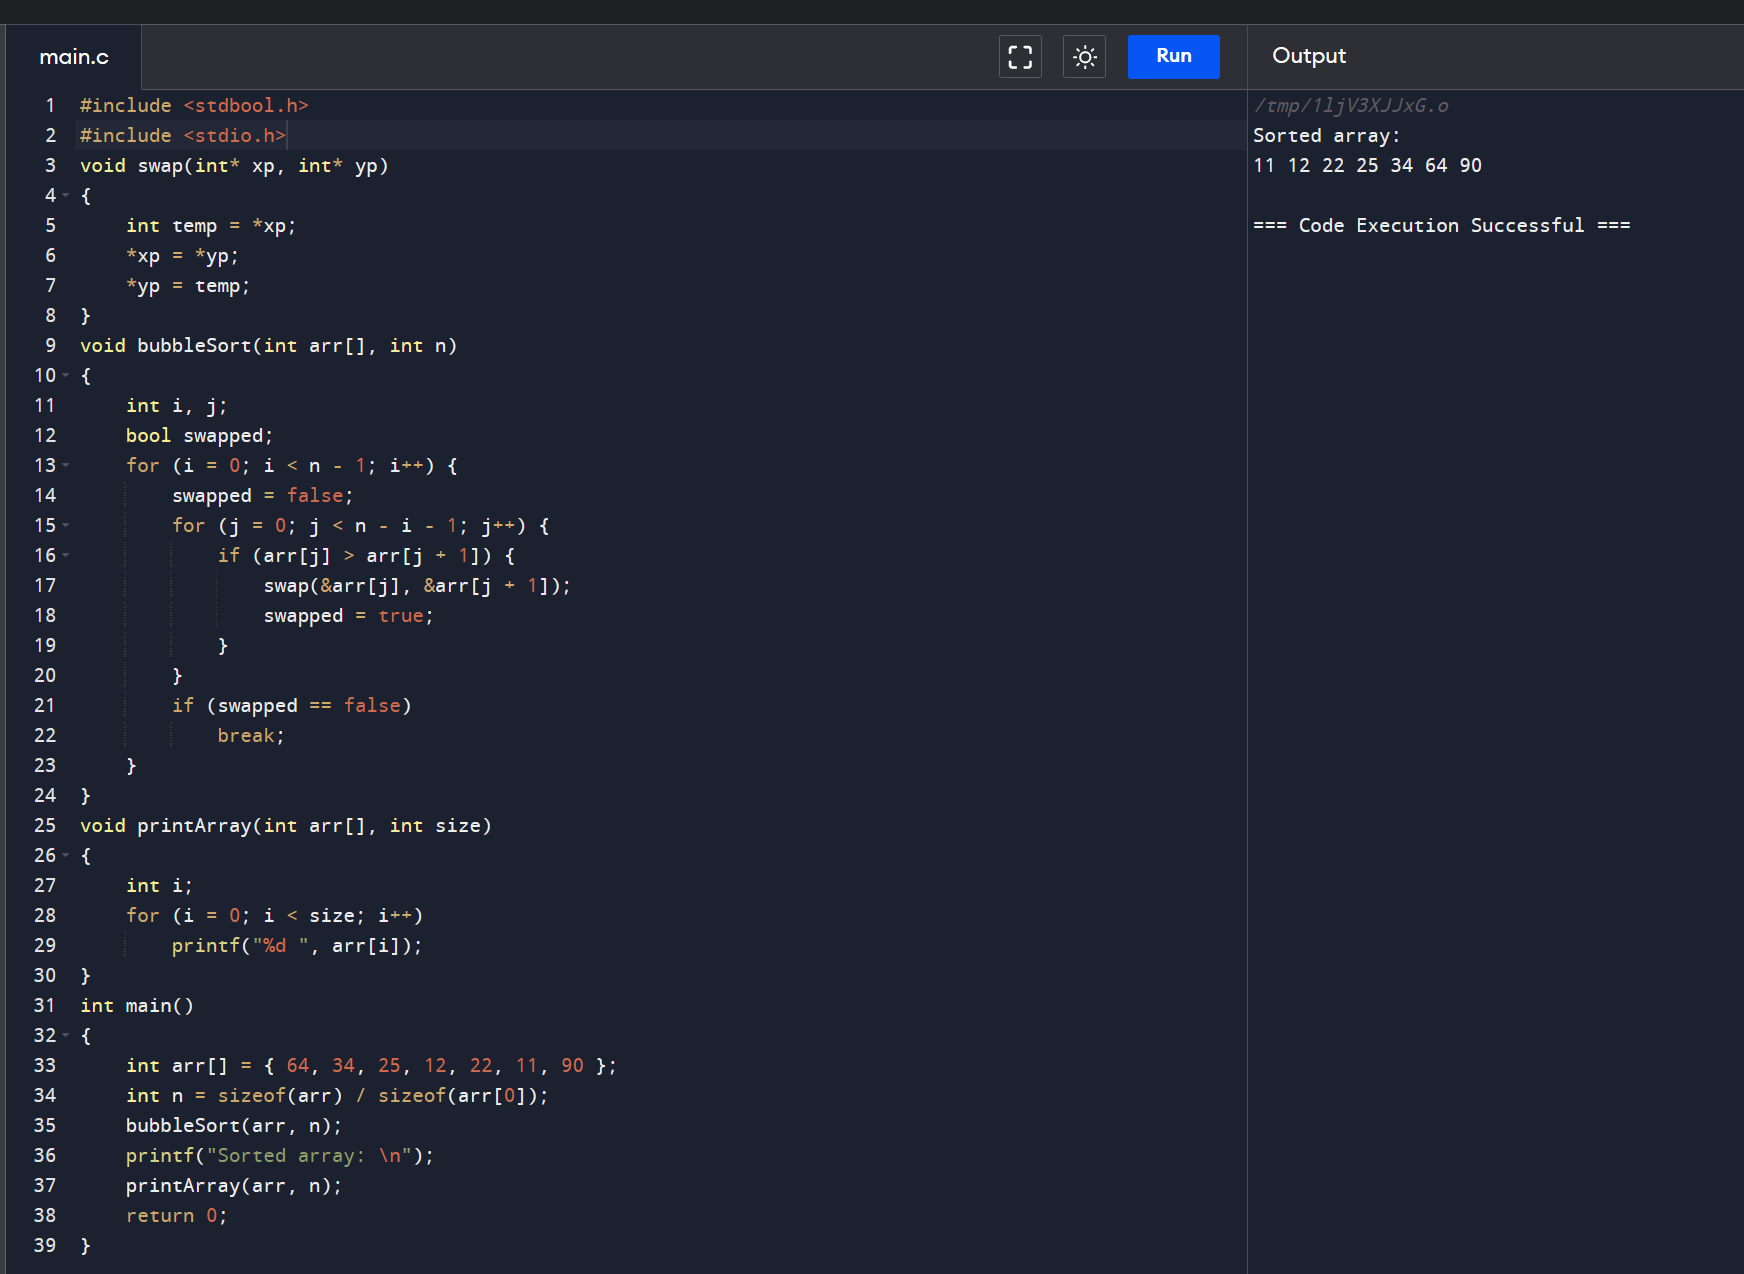 main.c
Run
Output
1 #include <stdbool.h>
2 #include <stdio.h>
3 void swap(int* xp, int* yp)
4 {
5     int temp = *xp;
6     *xp = *yp;
7     *yp = temp;
8 }
9 void bubbleSort(int arr[], int n)
10 {
11     int i, j;
12     bool swapped;
13     for (i = 0; i < n - 1; i++) {
14         swapped = false;
15         for (j = 0; j < n - i - 1; j++) {
16             if (arr[j] > arr[j + 1]) {
17                 swap(&arr[j], &arr[j + 1]);
18                 swapped = true;
19             }
20         }
21         if (swapped == false)
22             break;
23     }
24 }
25 void printArray(int arr[], int size)
26 {
27     int i;
28     for (i = 0; i < size; i++)
29         printf("%d ", arr[i]);
30 }
31 int main()
32 {
33     int arr[] = { 64, 34, 25, 12, 22, 11, 90 };
34     int n = sizeof(arr) / sizeof(arr[0]);
35     bubbleSort(arr, n);
36     printf("Sorted array: \n");
37     printArray(arr, n);
38     return 0;
39 }
/tmp/1ljV3XJJxG.o
Sorted array:
11 12 22 25 34 64 90
=== Code Execution Successful ===